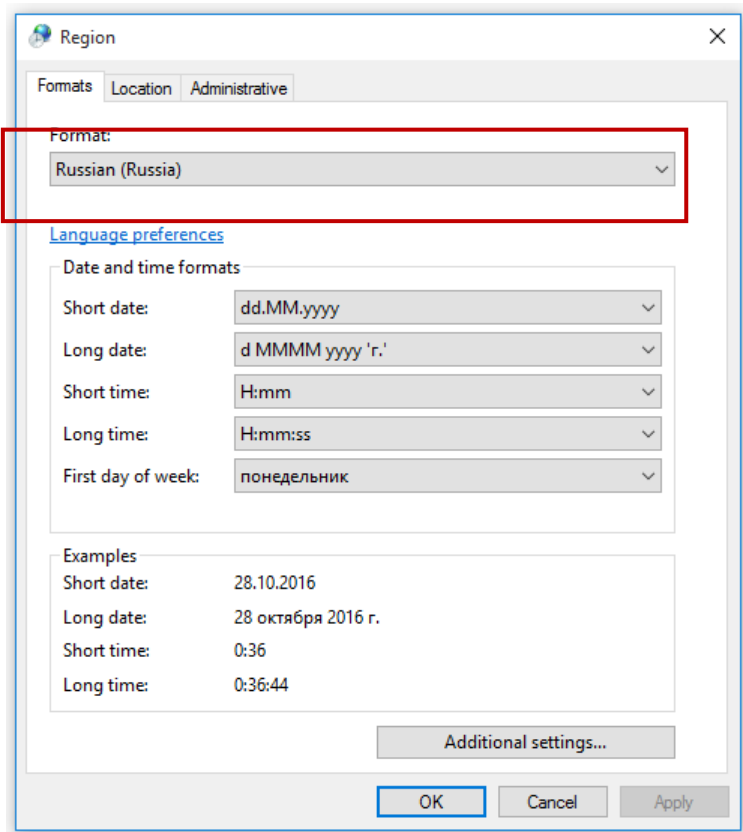 Region
Formats Location Administrative
Format:
Russian (Russia)
Language preferences
Date and time formats
Short date: dd.MM.yyyy
Long date: d MMMM yyyy 'г.'
Short time: H:mm
Long time: H:mm:ss
First day of week: понедельник
Examples
Short date: 28.10.2016
Long date: 28 октября 2016 г.
Short time: 0:36
Long time: 0:36:44
Additional settings...
OK Cancel Apply